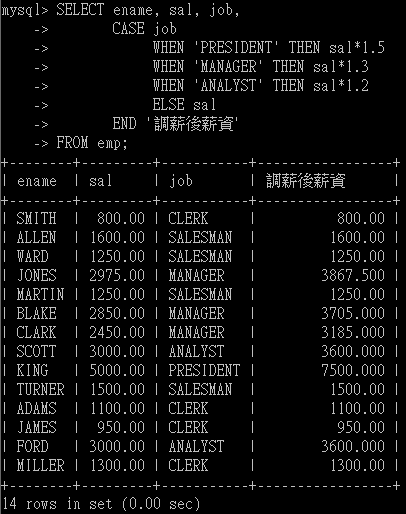 mysql> SELECT ename, sal, job,
    ->        CASE job
    ->             WHEN 'PRESIDENT' THEN sal*1.5
    ->             WHEN 'MANAGER' THEN sal*1.3
    ->             WHEN 'ANALYST' THEN sal*1.2
    ->             ELSE sal
    ->        END '調薪後薪資'
    -> FROM emp;
+--------+---------+-----------+-----------------+
| ename  | sal     | job       | 調薪後薪資      |
+--------+---------+-----------+-----------------+
| SMITH  |  800.00 | CLERK     |          800.00 |
| ALLEN  | 1600.00 | SALESMAN  |         1600.00 |
| WARD   | 1250.00 | SALESMAN  |         1250.00 |
| JONES  | 2975.00 | MANAGER   |        3867.500 |
| MARTIN | 1250.00 | SALESMAN  |         1250.00 |
| BLAKE  | 2850.00 | MANAGER   |        3705.000 |
| CLARK  | 2450.00 | MANAGER   |        3185.000 |
| SCOTT  | 3000.00 | ANALYST   |        3600.000 |
| KING   | 5000.00 | PRESIDENT |        7500.000 |
| TURNER | 1500.00 | SALESMAN  |         1500.00 |
| ADAMS  | 1100.00 | CLERK     |         1100.00 |
| JAMES  |  950.00 | CLERK     |          950.00 |
| FORD   | 3000.00 | ANALYST   |        3600.000 |
| MILLER | 1300.00 | CLERK     |         1300.00 |
+--------+---------+-----------+-----------------+
14 rows in set (0.00 sec)